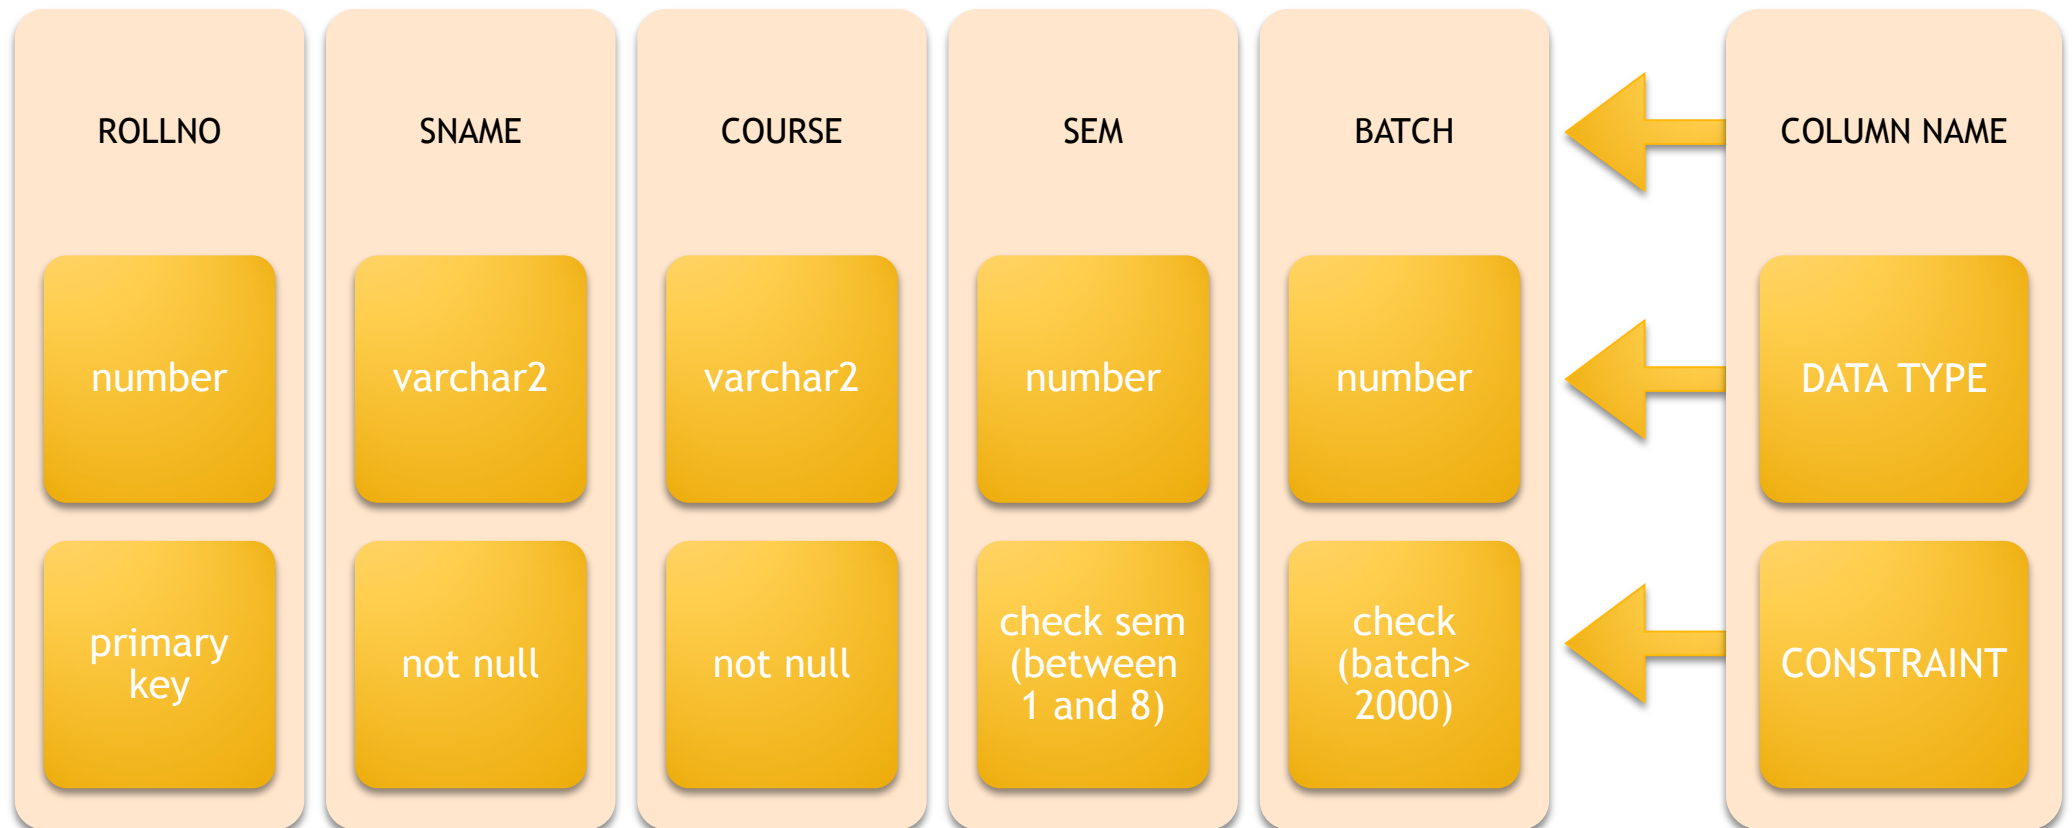 ROLLNO
SNAME
COURSE
SEM
BATCH
COLUMN NAME
number
varchar2
varchar2
number
number
DATA TYPE
primary
key
not null
not null
check sem
(between
1 and 8)
check
(batch>
2000)
CONSTRAINT